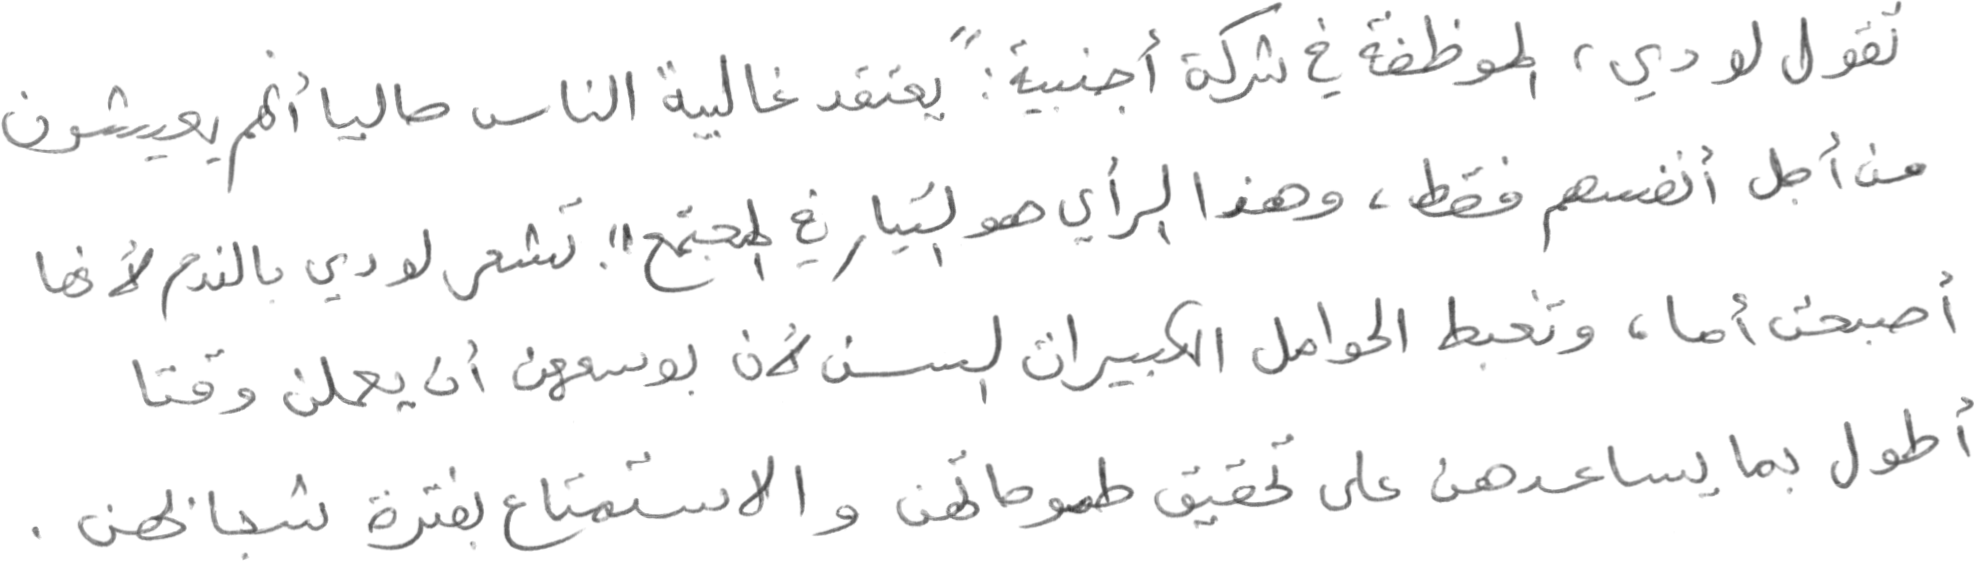 تقول لودي، الموظفة في شركة أجنبية: "يعتقد غالبية الناس حاليا أنهم يعيشون
من أجل أنفسهم فقط، وهذا الرأي هو التيار في المجتمع". تشعر لودي بالندم لأنها
أصبحت أما، وتغبط الحوامل الكبيرات السن لأن بوسعهن أن يعملن وقتا
أطول بما يساعدهن على تحقيق طموحاتهن والاستمتاع بفترة شبابهن.